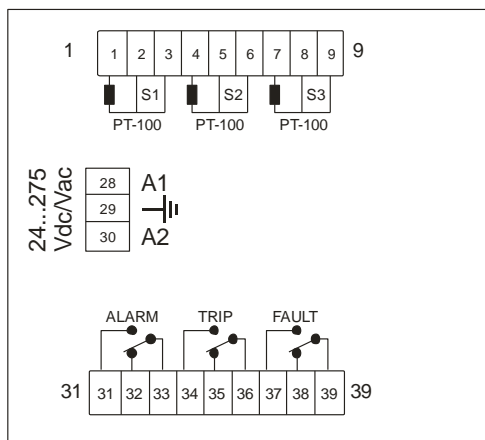 1 1 2 3 4 5 6 7 8 9 9
S1 S2 S3
PT-100 PT-100 PT-100
24...275
Vdc/Vac
28 A1
29
30 A2
ALARM TRIP FAULT
31 31 32 33 34 35 36 37 38 39 39